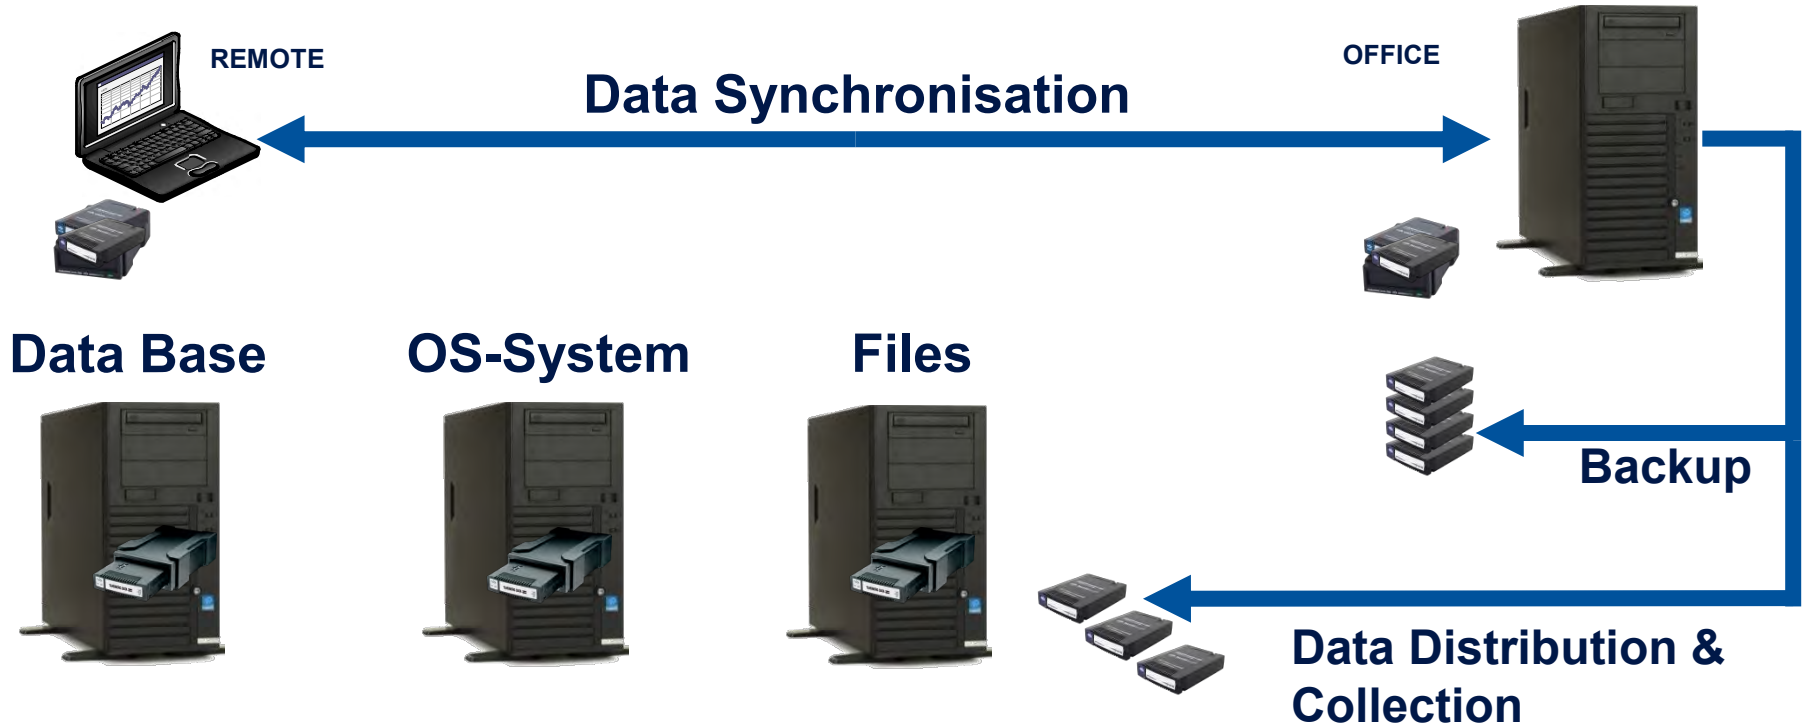 REMOTE
OFFICE
Data Synchronisation
Data Base
OS-System
Files
Backup
Data Distribution &
Collection